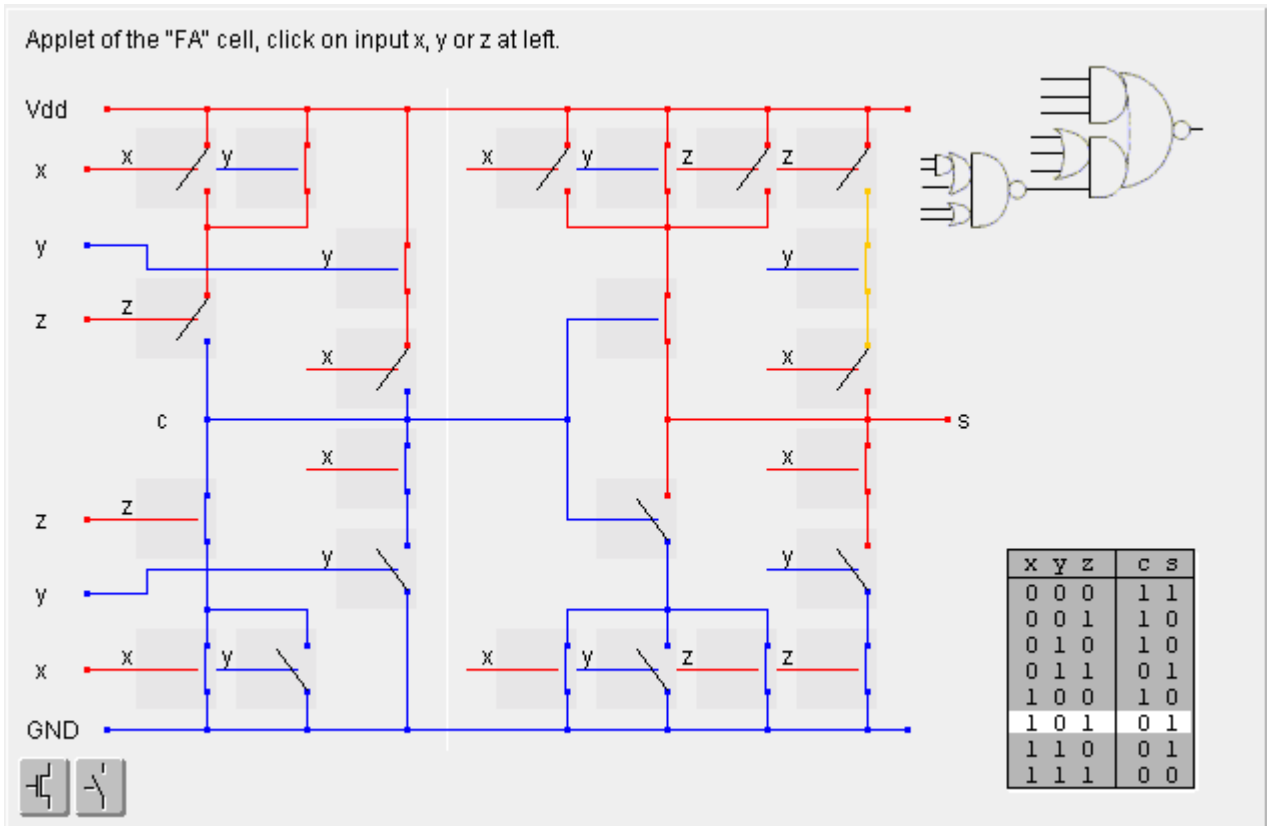 Applet of the "FA" cell, click on input x, y or z at left.
Vdd
x x y x y z z
y y y
z z
x x
c s
x x
z z
y y y
x x y x y z z
GND
x y z c s
0 0 0 1 1
0 0 1 1 0
0 1 0 1 0
0 1 1 0 1
1 0 0 1 0
1 0 1 0 1
1 1 0 0 1
1 1 1 0 0